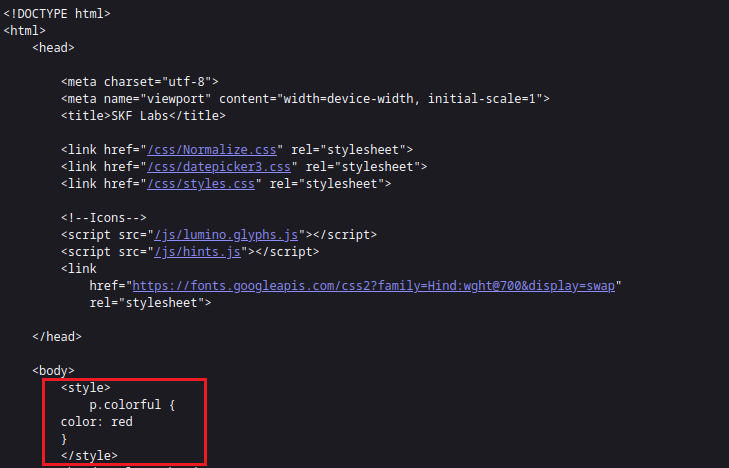 <!DOCTYPE html>
<html>
<head>
<meta charset="utf-8">
<meta name="viewport" content="width=device-width, initial-scale=1">
<title>SKF Labs</title>
<link href="/css/Normalize.css" rel="stylesheet">
<link href="/css/datepicker3.css" rel="stylesheet">
<link href="/css/styles.css" rel="stylesheet">
<!--Icons-->
<script src="/js/lumino.glyphs.js"></script>
<script src="/js/hints.js"></script>
<link
href="https://fonts.googleapis.com/css2?family=Hind:wght@700&display=swap"
rel="stylesheet">
</head>
<body>
<style>
p.colorful {
color: red
}
</style>